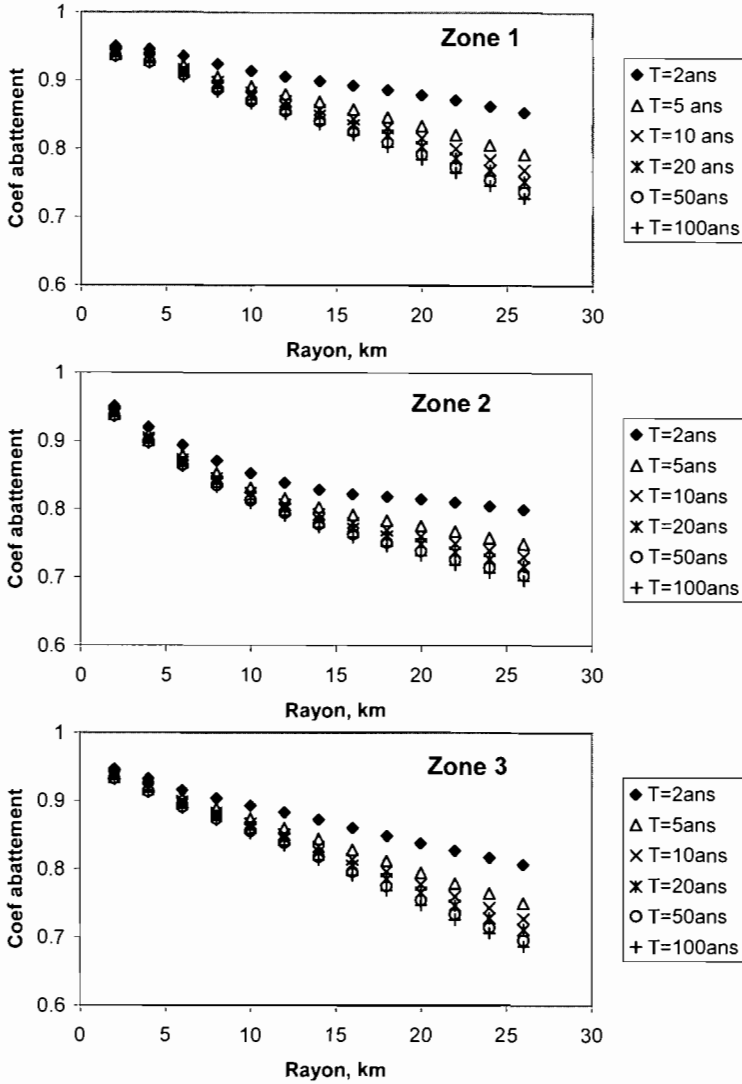 Zone 1
Coef abattement
1
0.9
0.8
0.7
0.6
0 5 10 15 20 25 30
Rayon, km
T=2ans
T=5 ans
T=10 ans
T=20 ans
T=50ans
T=100ans
Zone 2
Coef abattement
1
0.9
0.8
0.7
0.6
0 5 10 15 20 25 30
Rayon, km
T=2ans
T=5ans
T=10ans
T=20ans
T=50ans
T=100ans
Zone 3
Coef abattement
1
0.9
0.8
0.7
0.6
0 5 10 15 20 25 30
Rayon, km
T=2ans
T=5ans
T=10ans
T=20ans
T=50ans
T=100ans